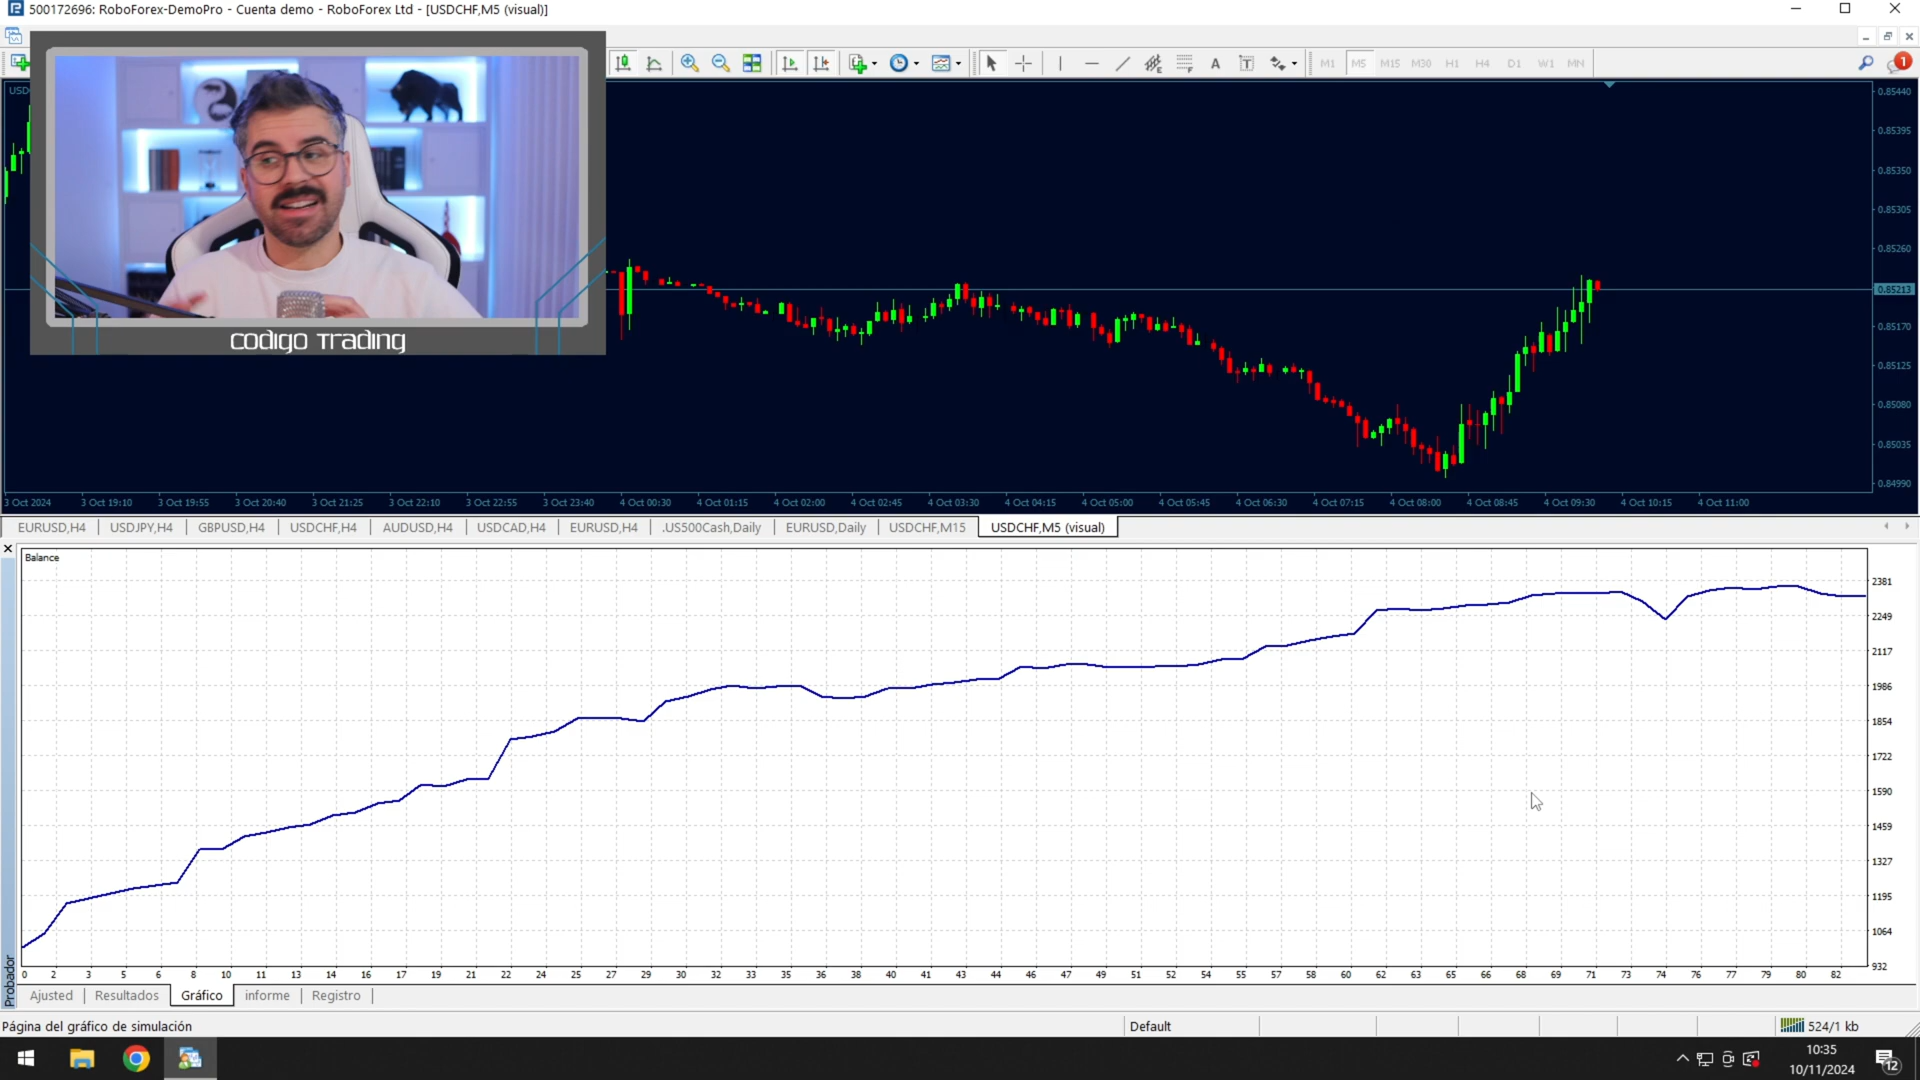 500172696: RoboForex-DemoPro - Cuenta demo - RoboForex Ltd - [USDCHF,M5 (visual)]
A T M1 M5 M15 M30 H1 H4 D1 W1 MN 1
USD
codigo Trading
0.85440
0.85395
0.85350
0.85305
0.85260
0.85213
0.85170
0.85125
0.85080
0.85035
0.84990
3 Oct 2024 3 Oct 19:10 3 Oct 19:55 3 Oct 20:40 3 Oct 21:25 3 Oct 22:10 3 Oct 22:55 3 Oct 23:40 4 Oct 00:30 4 Oct 01:15 4 Oct 02:00 4 Oct 02:45 4 Oct 03:30 4 Oct 04:15 4 Oct 05:00 4 Oct 05:45 4 Oct 06:30 4 Oct 07:15 4 Oct 08:00 4 Oct 08:45 4 Oct 09:30 4 Oct 10:15 4 Oct 11:00
EURUSD,H4 USDJPY,H4 GBPUSD,H4 USDCHF,H4 AUDUSD,H4 USDCAD,H4 EURUSD,H4 .US500Cash,Daily EURUSD,Daily USDCHF,M15 USDCHF,M5 (visual)
Balance
2381
2249
2117
1986
1854
1722
1590
1459
1327
1195
1064
932
0 2 3 5 6 8 10 11 13 14 16 17 19 21 22 24 25 27 29 30 32 33 35 36 38 40 41 43 44 46 47 49 51 52 54 55 57 58 60 62 63 65 66 68 69 71 73 74 76 77 79 80 82
Probador
Ajusted Resultados Gráfico informe Registro
Página del gráfico de simulación Default 524/1 kb
10:35
10/11/2024
12